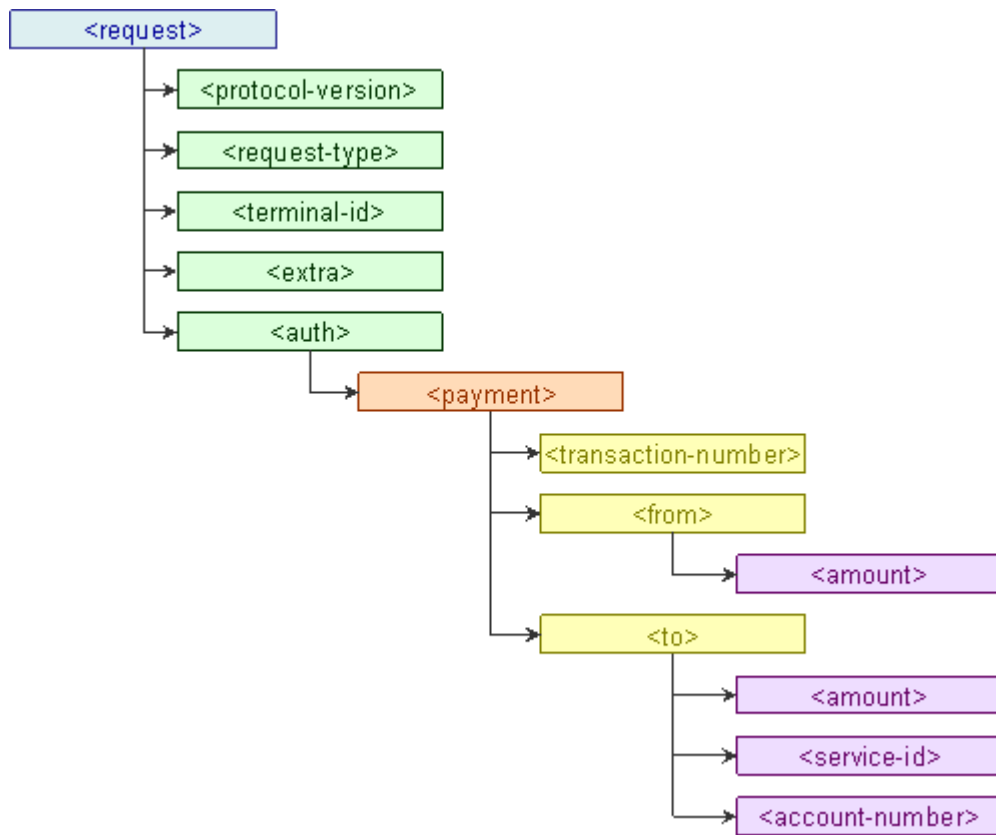 <request>
<protocol-version>
<request-type>
<terminal-id>
<extra>
<auth>
<payment>
<transaction-number>
<from>
<amount>
<to>
<amount>
<service-id>
<account-number>